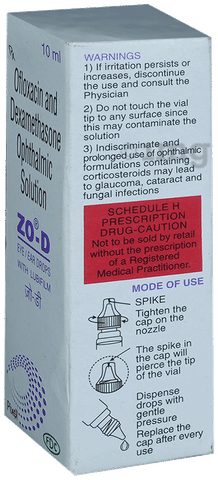 Rx
10 ml
Ofloxacin and
Dexamethasone
Ophthalmic
Solution
ZO®-D
EYE / EAR DROPS
WITH LUBIFILM
FDC
WARNINGS
1) If irritation persists or
increases, discontinue
the use and consult the
Physician
2) Do not touch the vial
tip to any surface since
this may contaminate the
solution
3) Indiscriminate and
prolonged use of ophthalmic
formulations containing
corticosteroids may lead
to glaucoma, cataract and
fungal infections
SCHEDULE H
PRESCRIPTION
DRUG-CAUTION
Not to be sold by retail
without the prescription
of a Registered
Medical Practitioner.
MODE OF USE
SPIKE
Tighten the
cap on the
nozzle
The spike in
the cap will
pierce the tip
of the vial
Dispense
drops with
gentle
pressure
Replace the
cap after every
use